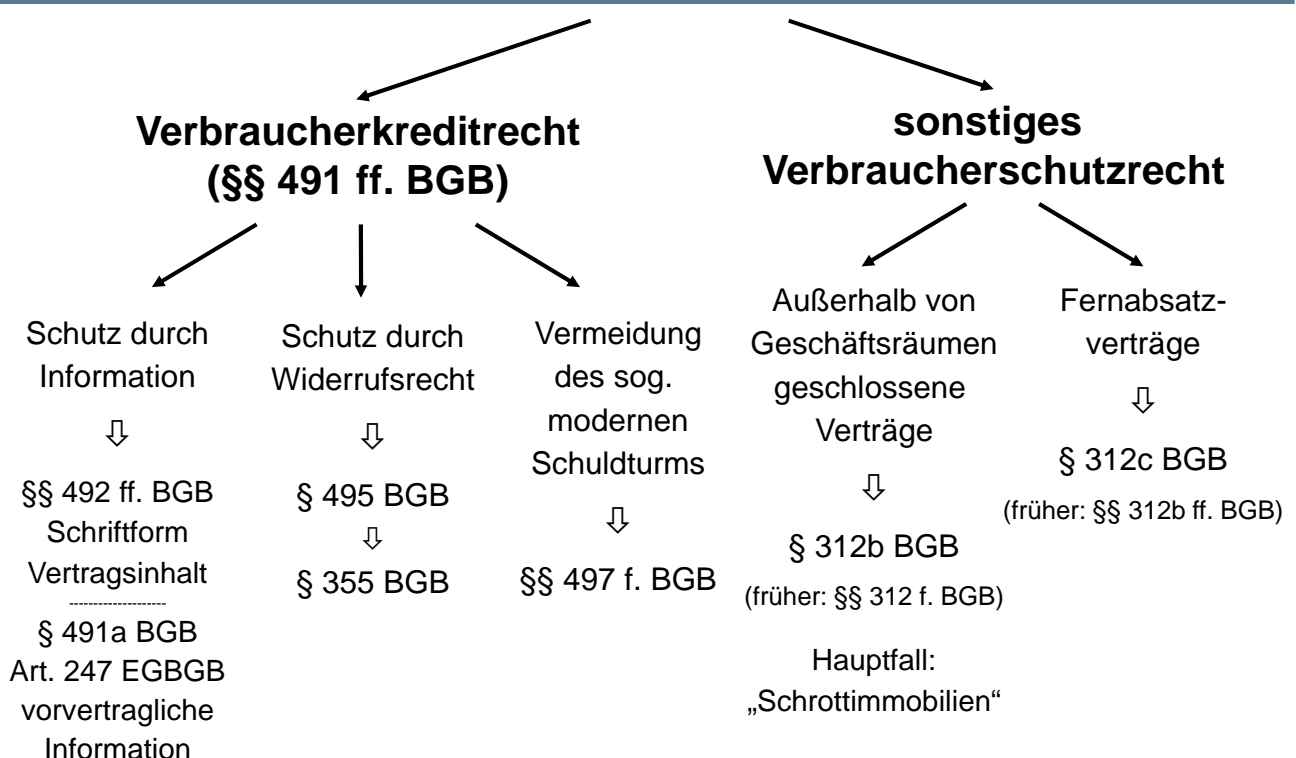 Verbraucherkreditrecht
(§§ 491 ff. BGB)
sonstiges
Verbraucherschutzrecht
Schutz durch
Information
§§ 492 ff. BGB
Schriftform
Vertragsinhalt
--------------------
§ 491a BGB
Art. 247 EGBGB
vorvertragliche
Information
Schutz durch
Widerrufsrecht
§ 495 BGB
§ 355 BGB
Vermeidung
des sog.
modernen
Schuldturms
§§ 497 f. BGB
Außerhalb von
Geschäftsräumen
geschlossene
Verträge
§ 312b BGB
(früher: §§ 312 f. BGB)
Hauptfall:
„Schrottimmobilien“
Fernabsatz-
verträge
§ 312c BGB
(früher: §§ 312b ff. BGB)